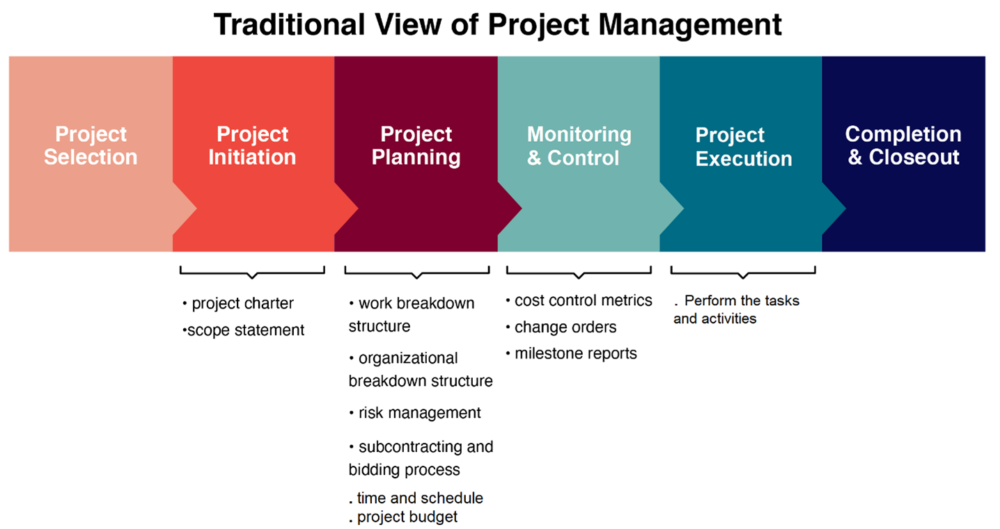 Traditional View of Project Management
Project
Selection
Project
Initiation
Project
Planning
Monitoring
& Control
Project
Execution
Completion
& Closeout
• project charter
•scope statement
• work breakdown
structure
• organizational
breakdown structure
• risk management
• subcontracting and
bidding process
. time and schedule
. project budget
• cost control metrics
• change orders
• milestone reports
. Perform the tasks
and activities